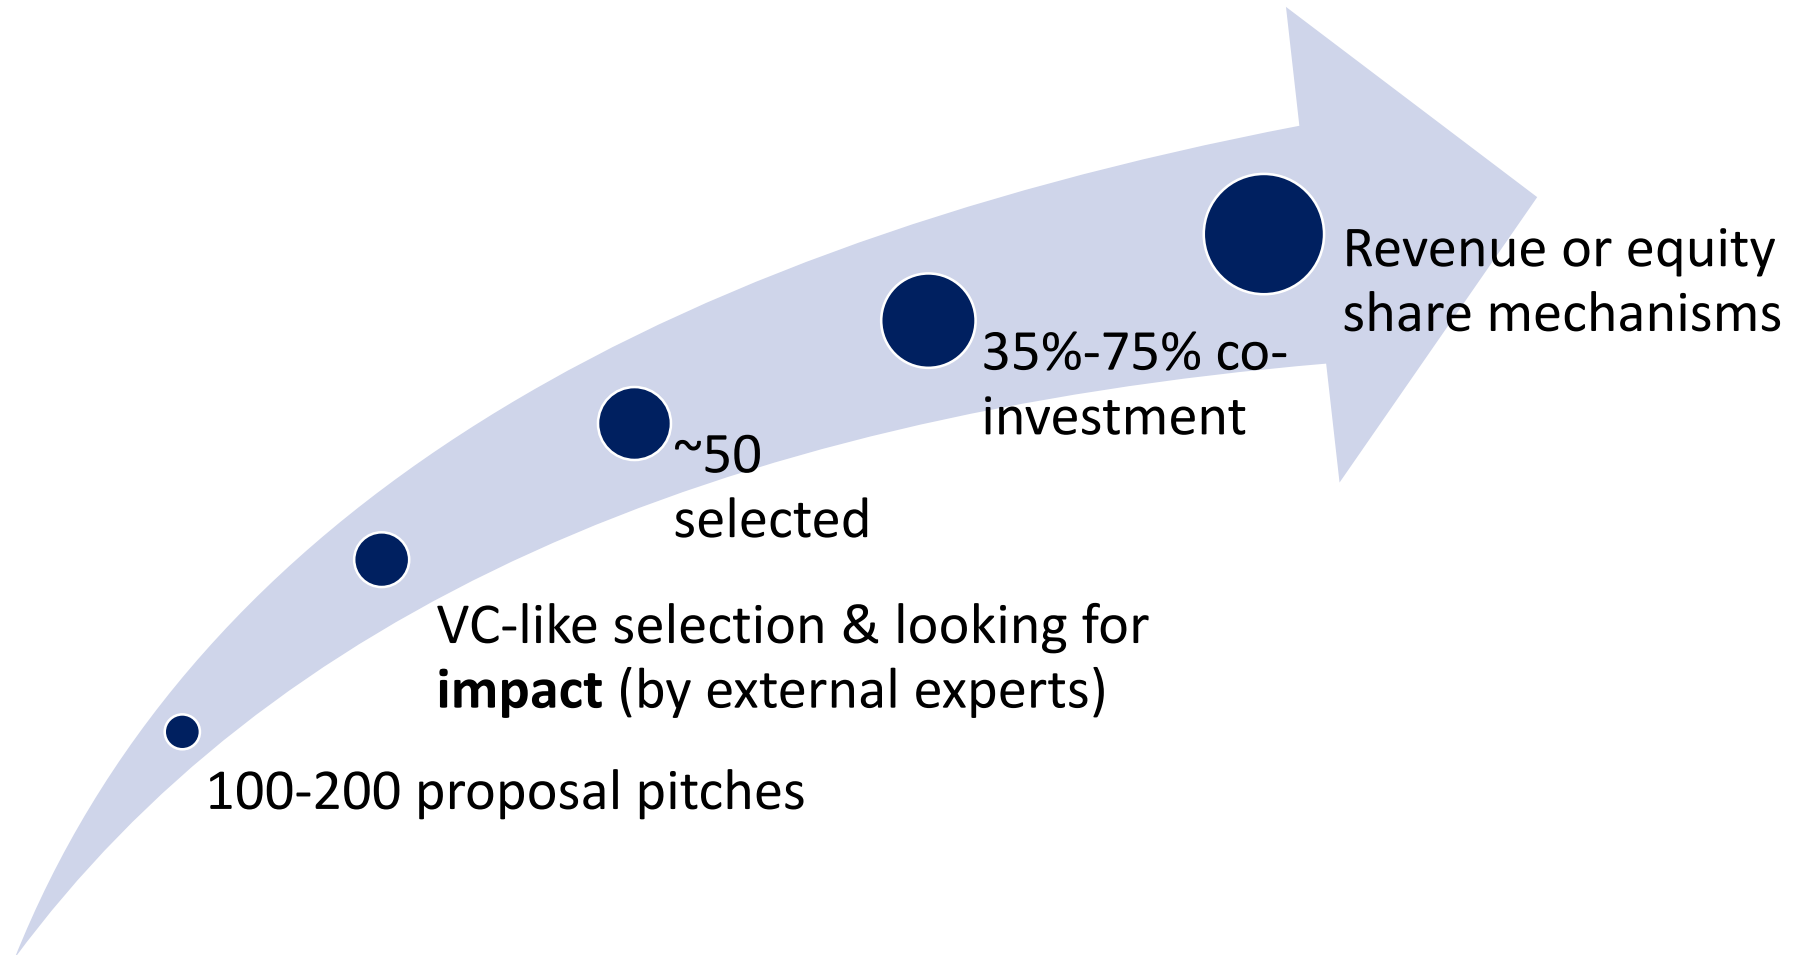 Revenue or equity
share mechanisms
35%-75% co-
investment
~50
selected
VC-like selection & looking for
impact (by external experts)
100-200 proposal pitches